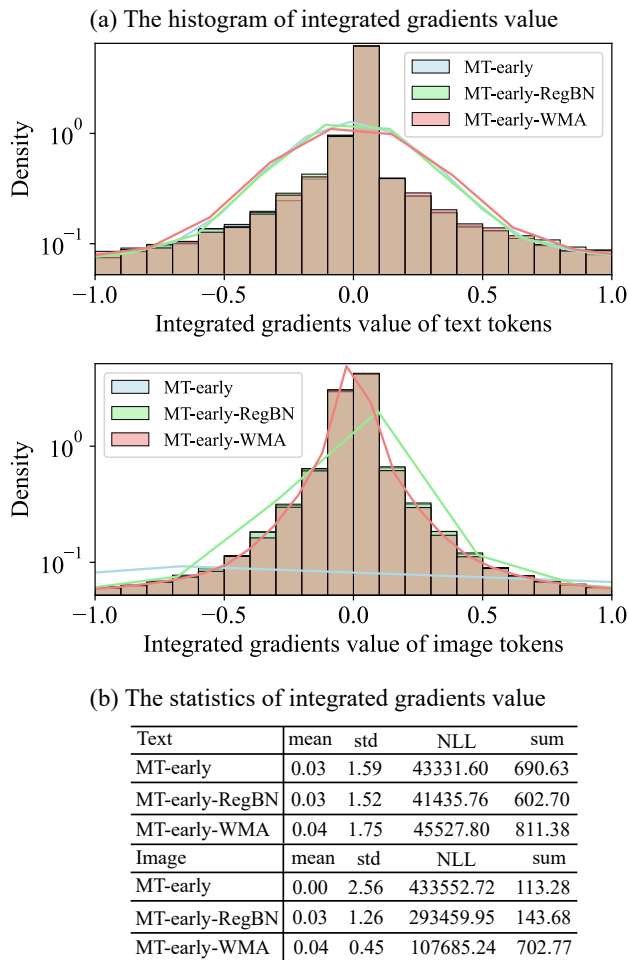 (a) The histogram of integrated gradients value
MT-early
MT-early-RegBN
MT-early-WMA
Density
10^0
10^-1
−1.0 −0.5 0.0 0.5 1.0
Integrated gradients value of text tokens
MT-early
MT-early-RegBN
MT-early-WMA
Density
10^0
10^-1
−1.0 −0.5 0.0 0.5 1.0
Integrated gradients value of image tokens
(b) The statistics of integrated gradients value
Text mean std NLL sum
MT-early 0.03 1.59 43331.60 690.63
MT-early-RegBN 0.03 1.52 41435.76 602.70
MT-early-WMA 0.04 1.75 45527.80 811.38
Image mean std NLL sum
MT-early 0.00 2.56 433552.72 113.28
MT-early-RegBN 0.03 1.26 293459.95 143.68
MT-early-WMA 0.04 0.45 107685.24 702.77